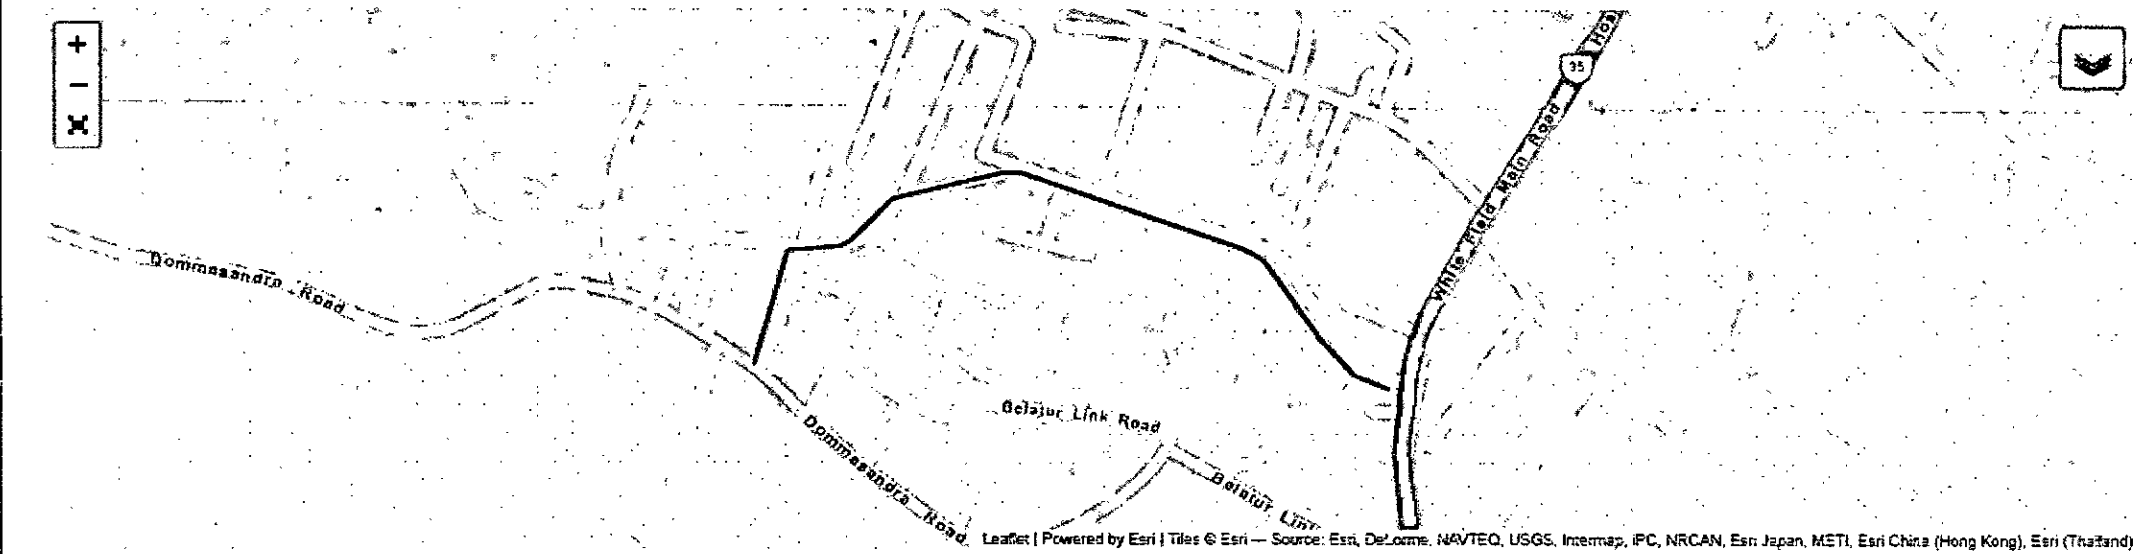 +
−
35
White Field Main Road Ho
Dommasandra Road
Belatur Link Road
Dommasandra Road
Belatur Link
Leaflet | Powered by Esri | Tiles © Esri — Source: Esri, DeLorme, NAVTEQ, USGS, Intermap, iPC, NRCAN, Esri Japan, METI, Esri China (Hong Kong), Esri (Thailand)